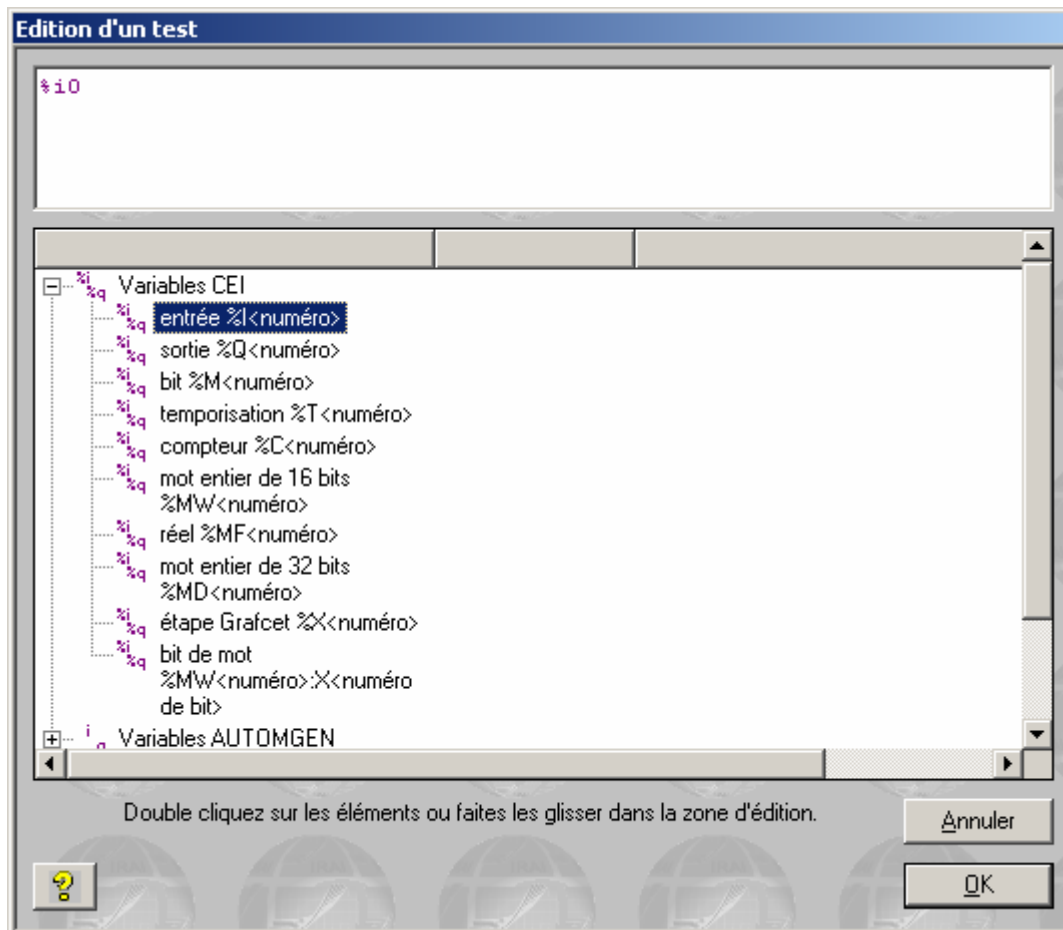 Edition d'un test
%i0
Variables CEI
entrée %I<numéro>
sortie %Q<numéro>
bit %M<numéro>
temporisation %T<numéro>
compteur %C<numéro>
mot entier de 16 bits
%MW<numéro>
réel %MF<numéro>
mot entier de 32 bits
%MD<numéro>
étape Grafcet %X<numéro>
bit de mot
%MW<numéro>:X<numéro
de bit>
Variables AUTOMGEN
Double cliquez sur les éléments ou faites les glisser dans la zone d'édition.
Annuler
OK